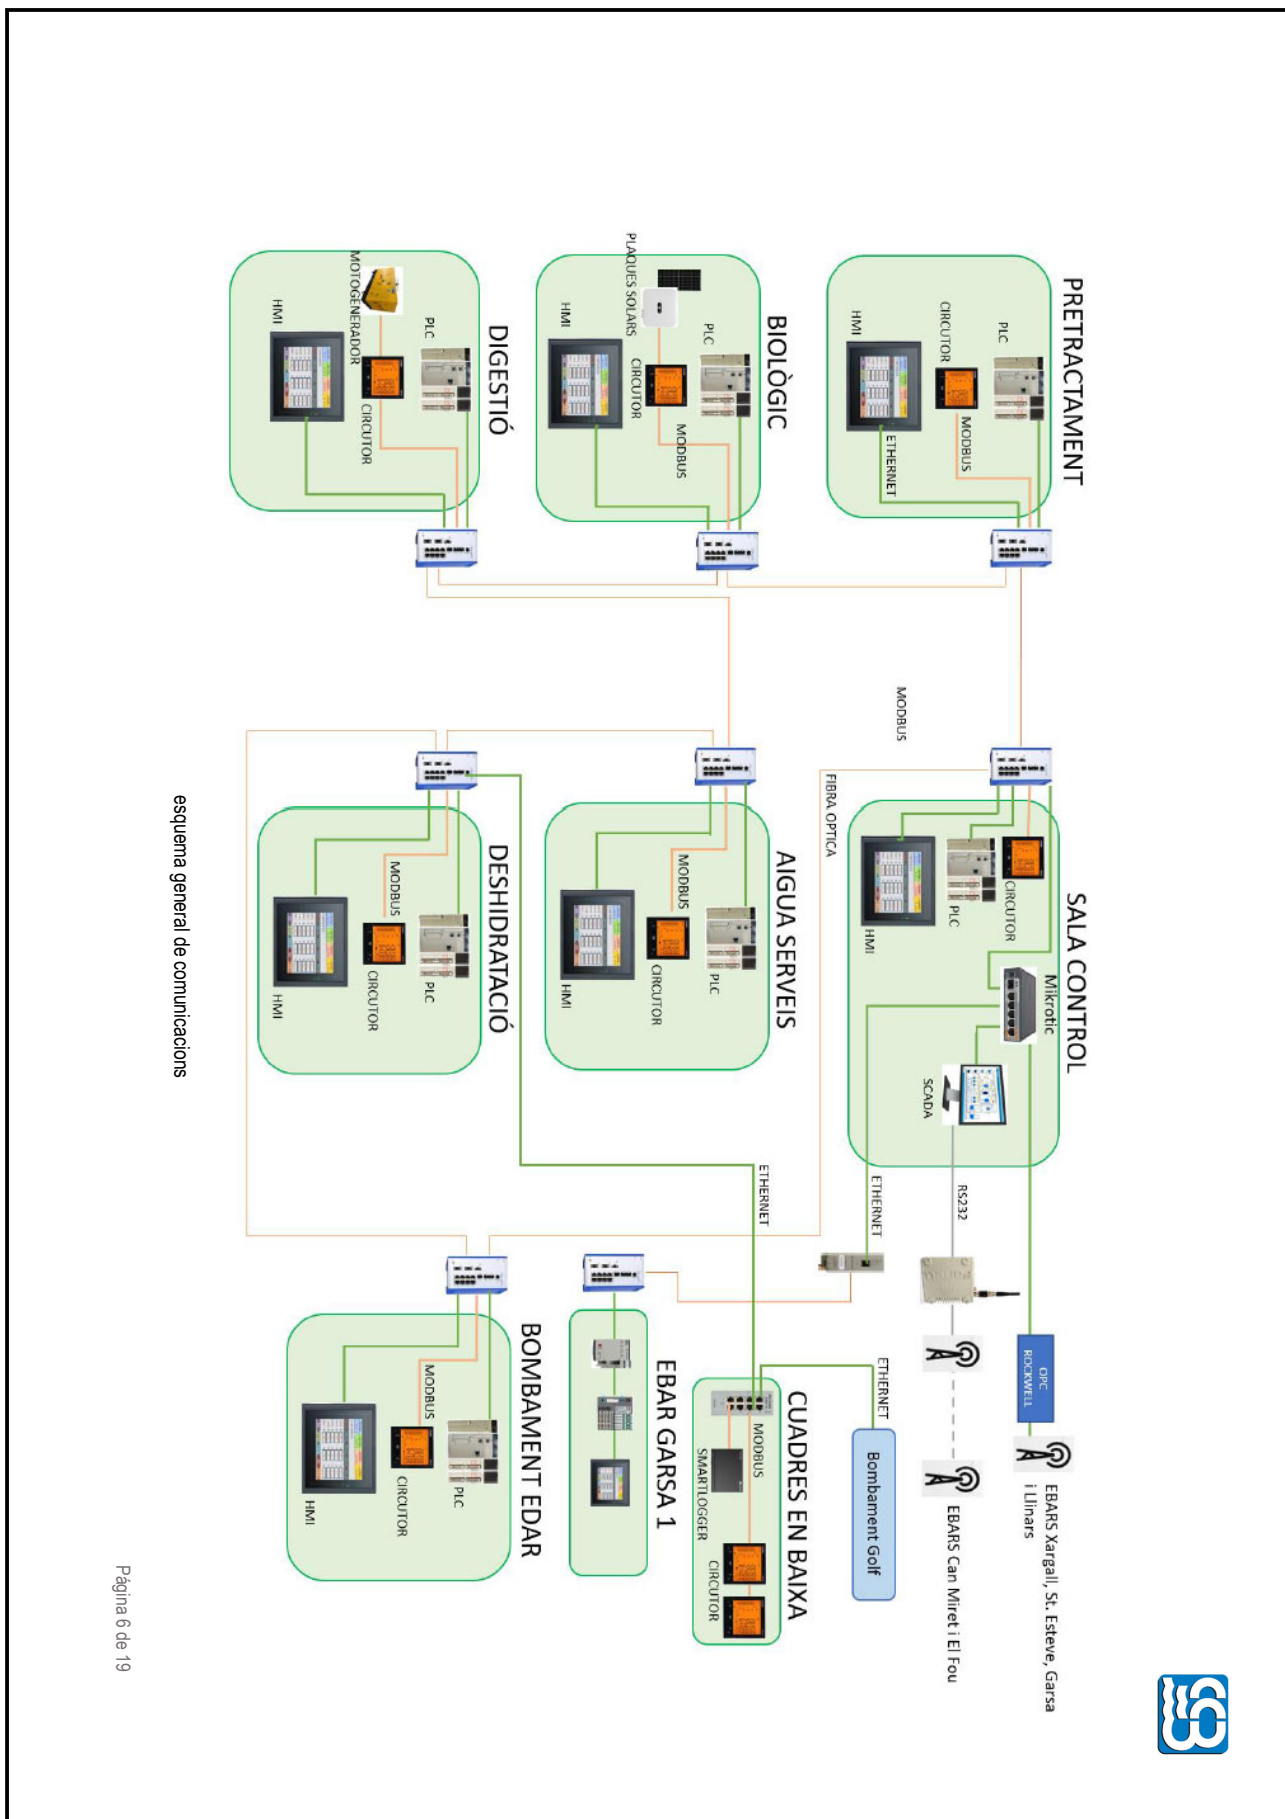 PRETRACTAMENT
PLC
CIRCUTOR
MODBUS
HMI
ETHERNET
BIOLÒGIC
PLC
PLAQUES SOLARS
CIRCUTOR
MODBUS
HMI
DIGESTIÓ
PLC
MOTOGENERADOR
CIRCUTOR
HMI
MODBUS
FIBRA OPTICA
SALA CONTROL
CIRCUTOR
PLC
HMI
Mikrotic
SCADA
RS232
ETHERNET
AIGUA SERVEIS
PLC
MODBUS
CIRCUTOR
HMI
DESHIDRATACIÓ
PLC
MODBUS
CIRCUTOR
HMI
ETHERNET
OPC
ROCKWELL
EBARS Xargall, St. Esteve, Garsa
i Llinars
EBARS Can Miret i El Fou
ETHERNET
Bombament Golf
CUADRES EN BAIXA
MODBUS
SMARTLOGGER
CIRCUTOR
EBAR GARSA 1
BOMBAMENT EDAR
PLC
MODBUS
CIRCUTOR
HMI
esquema general de comunicacions
Página 6 de 19